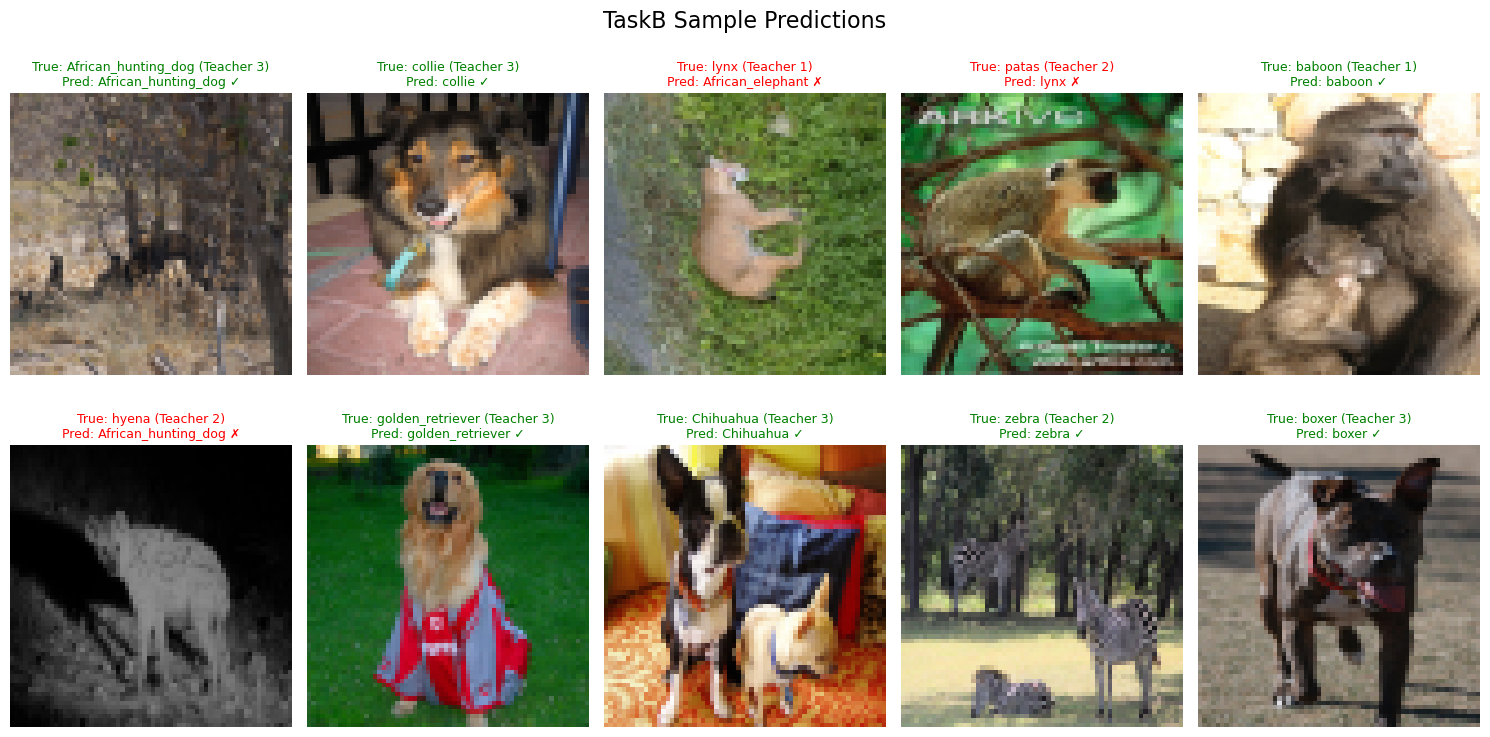 TaskB Sample Predictions
True: African_hunting_dog (Teacher 3)
Pred: African_hunting_dog ✓
True: collie (Teacher 3)
Pred: collie ✓
True: lynx (Teacher 1)
Pred: African_elephant ✗
True: patas (Teacher 2)
Pred: lynx ✗
True: baboon (Teacher 1)
Pred: baboon ✓
ARKIVE
True: hyena (Teacher 2)
Pred: African_hunting_dog ✗
True: golden_retriever (Teacher 3)
Pred: golden_retriever ✓
True: Chihuahua (Teacher 3)
Pred: Chihuahua ✓
True: zebra (Teacher 2)
Pred: zebra ✓
True: boxer (Teacher 3)
Pred: boxer ✓